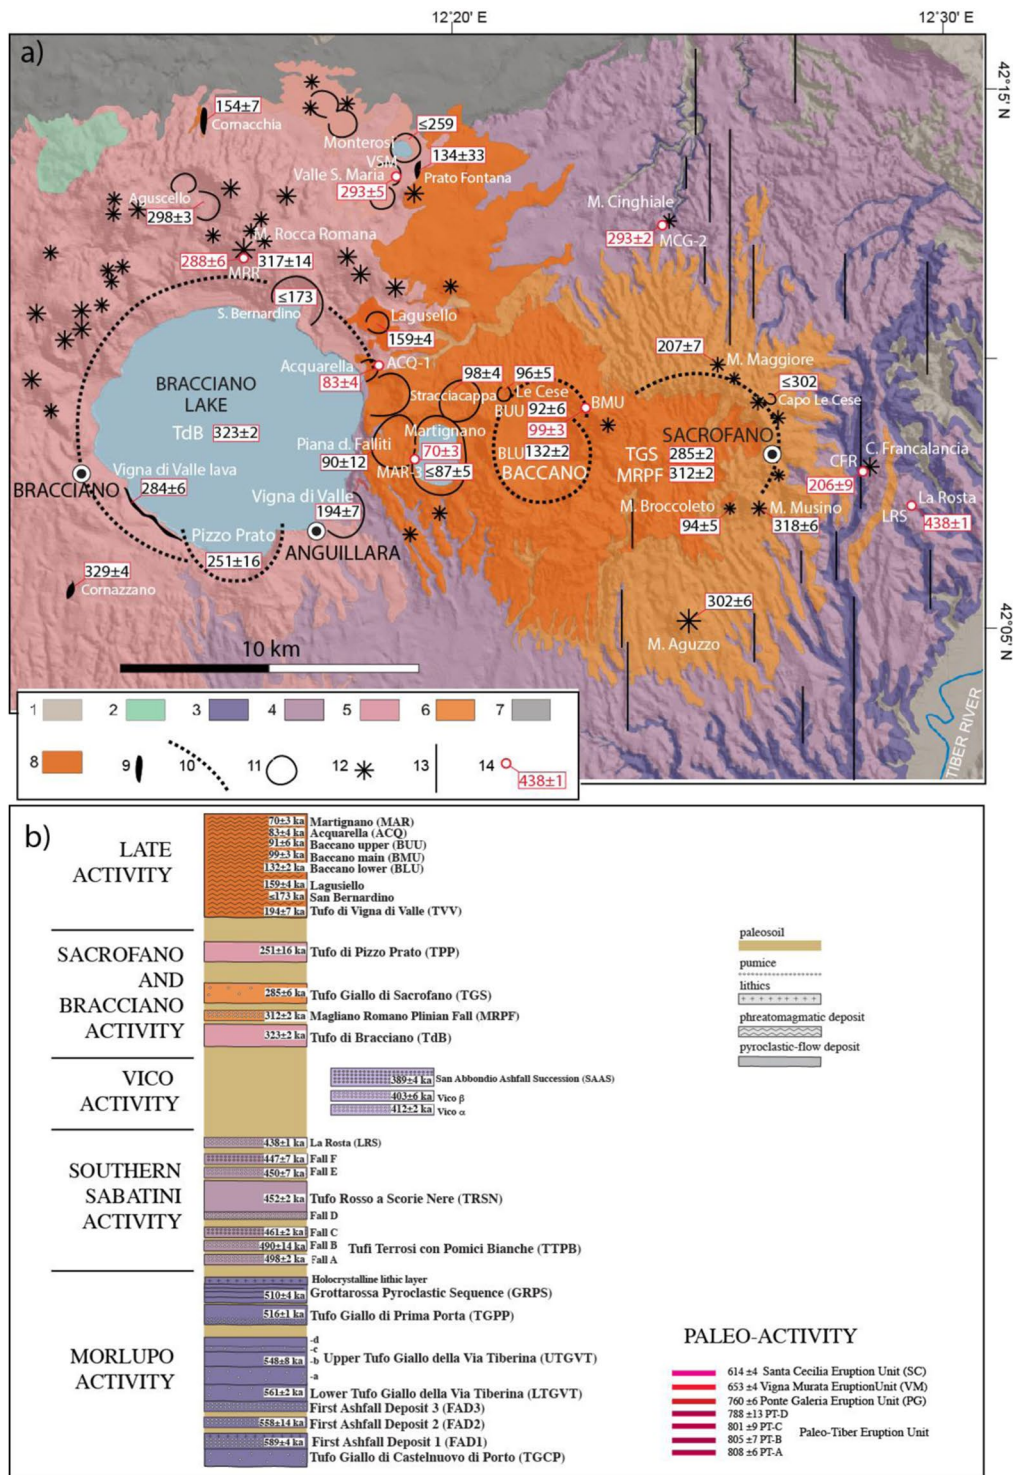 12°20' E
12°30' E
a)
42°15' N
154±7
Cornacchia
≤259
Monterosi
VSM
134±33
Valle S. Maria
Prato Fontana
293±5
Aguscello
298±3
M. Cinghiale
293±2
MCG-2
M. Rocca Romana
288±6
317±14
MRR
≤173
S. Bernardino
Lagusello
159±4
207±7
M. Maggiore
Acquarella
ACQ-1
83±4
98±4
96±5
≤302
Stracciacappa
Le Cese
Capo Le Cese
BRACCIANO
LAKE
BUU
92±6
BMU
TdB
323±2
Martignano
99±3
SACROFANO
Piana d. Falliti
70±3
BLU
132±2
TGS
285±2
C. Francalancia
90±12
MAR-3
≤87±5
BACCANO
MRPF
312±2
CFR
206±9
Vigna di Valle lava
BRACCIANO
284±6
Vigna di Valle
194±7
M. Broccoleto
M. Musino
La Rosta
94±5
318±6
LRS
438±1
Pizzo Prato
ANGUILLARA
251±16
329±4
Cornazzano
302±6
M. Aguzzo
42°05' N
10 km
TIBER RIVER
1 2 3 4 5 6 7
8 9 10 11 12 13 14 438±1
b)
LATE
ACTIVITY
70±3 ka Martignano (MAR)
83±4 ka Acquarella (ACQ)
91±6 ka Baccano upper (BUU)
99±3 ka Baccano main (BMU)
132±2 ka Baccano lower (BLU)
159±4 ka Lagusiello
≤173 ka San Bernardino
194±7 ka Tufo di Vigna di Valle (TVV)
SACROFANO
AND
BRACCIANO
ACTIVITY
251±16 ka Tufo di Pizzo Prato (TPP)
285±6 ka Tufo Giallo di Sacrofano (TGS)
312±2 ka Magliano Romano Plinian Fall (MRPF)
323±2 ka Tufo di Bracciano (TdB)
paleosoil
pumice
lithics
phreatomagmatic deposit
pyroclastic-flow deposit
VICO
ACTIVITY
389±4 ka San Abbondio Ashfall Succession (SAAS)
403±6 ka Vico β
412±2 ka Vico α
SOUTHERN
SABATINI
ACTIVITY
438±1 ka La Rosta (LRS)
447±7 ka Fall F
450±7 ka Fall E
452±2 ka Tufo Rosso a Scorie Nere (TRSN)
Fall D
461±2 ka Fall C
490±14 ka Fall B Tufi Terrosi con Pomici Bianche (TTPB)
498±2 ka Fall A
MORLUPO
ACTIVITY
Holocrystalline lithic layer
510±4 ka Grottarossa Pyroclastic Sequence (GRPS)
516±1 ka Tufo Giallo di Prima Porta (TGPP)
-d
-c
548±8 ka -b Upper Tufo Giallo della Via Tiberina (UTGVT)
-a
561±2 ka Lower Tufo Giallo della Via Tiberina (LTGVT)
First Ashfall Deposit 3 (FAD3)
558±14 ka First Ashfall Deposit 2 (FAD2)
589±4 ka First Ashfall Deposit 1 (FAD1)
Tufo Giallo di Castelnuovo di Porto (TGCP)
PALEO-ACTIVITY
614 ±4 Santa Cecilia Eruption Unit (SC)
653 ±4 Vigna Murata EruptionUnit (VM)
760 ±6 Ponte Galeria Eruption Unit (PG)
788 ±13 PT-D
801 ±9 PT-C
805 ±7 PT-B
808 ±6 PT-A
Paleo-Tiber Eruption Unit